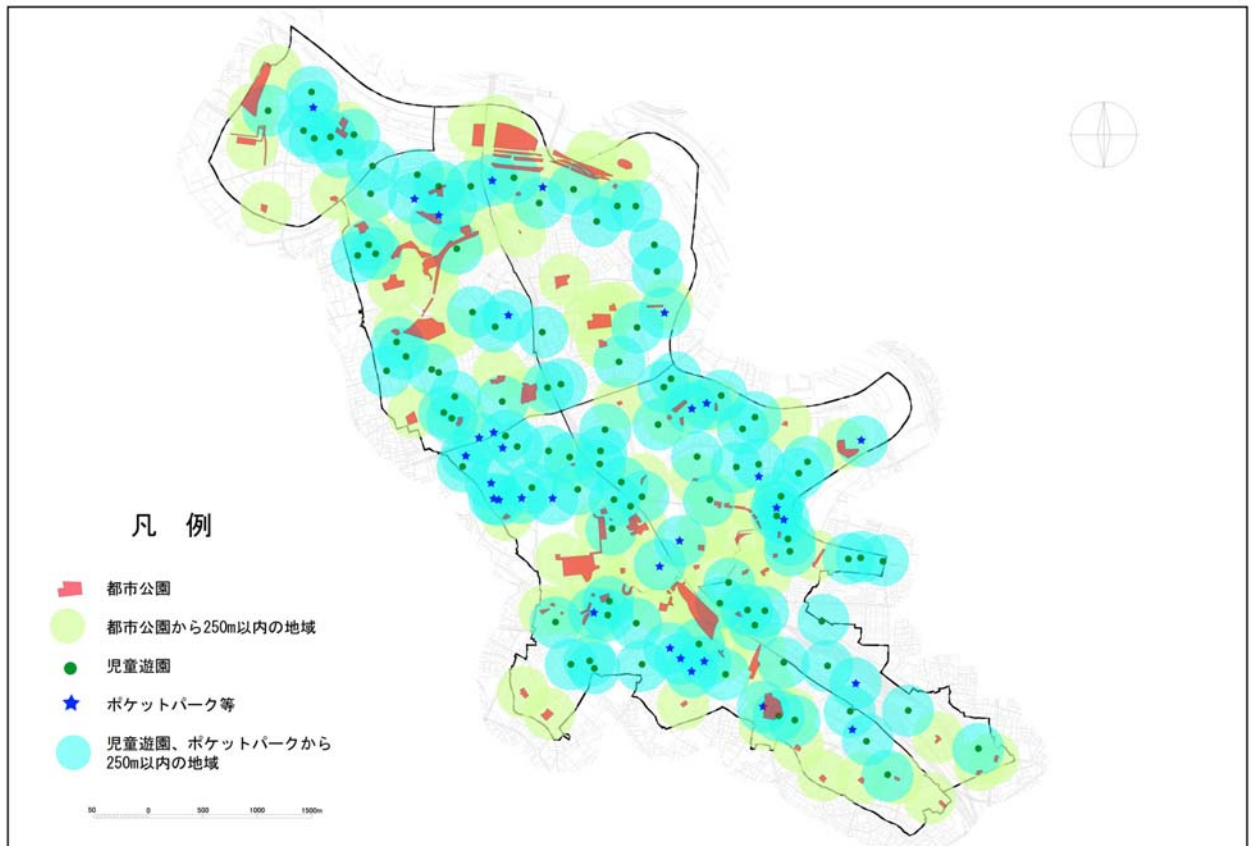 凡 例
都市公園
都市公園から250m以内の地域
児童遊園
ポケットパーク等
児童遊園、ポケットパークから
250m以内の地域
50 0 500 1000 1500m